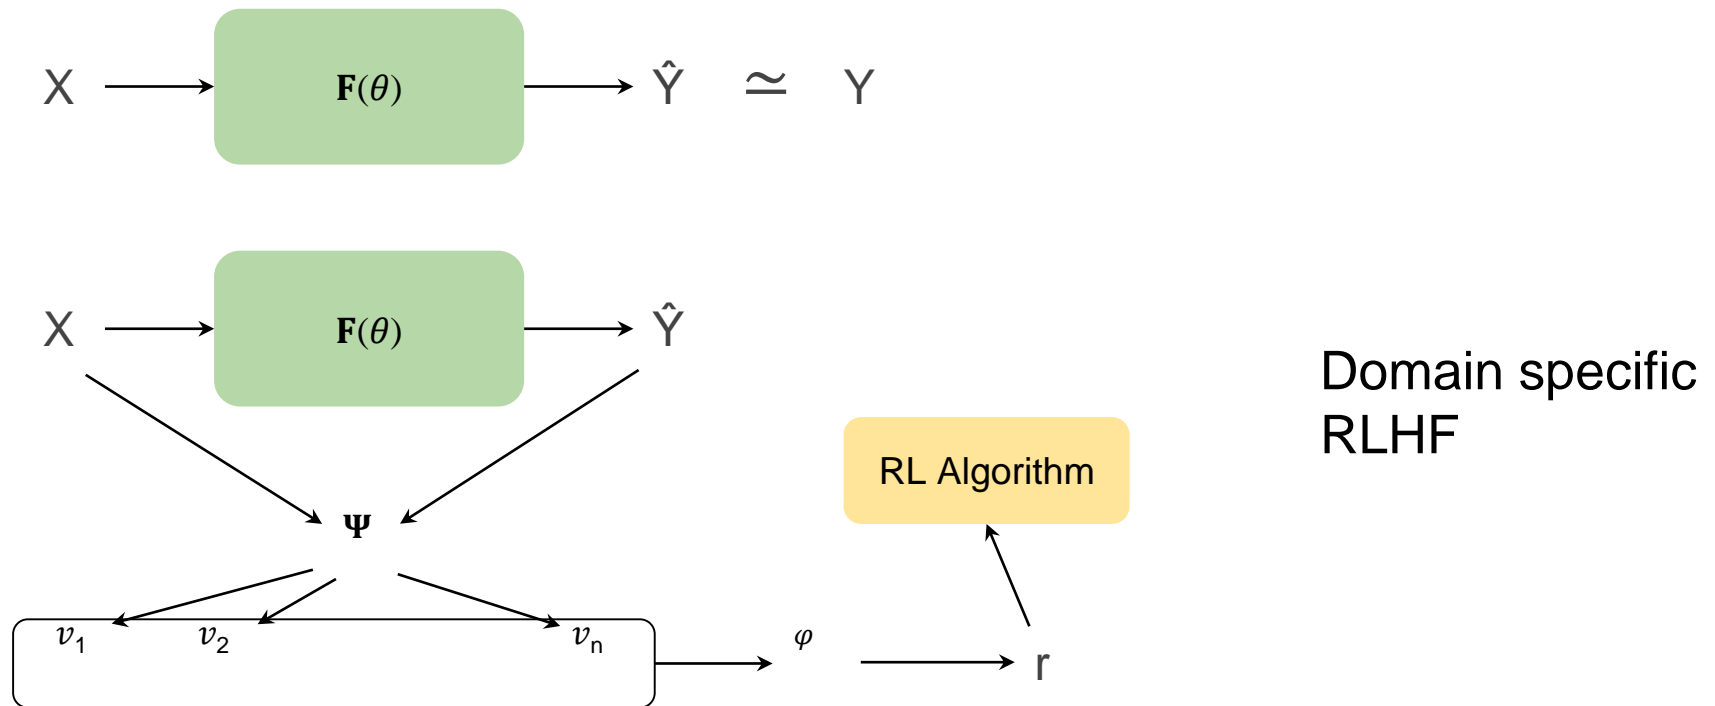 X F(θ) Ŷ ≃ Y
X F(θ) Ŷ
Domain specific
RLHF
RL Algorithm
Ψ
v₁ v₂ vₙ φ r